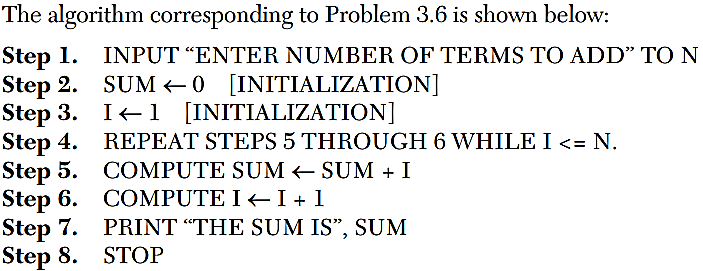 The algorithm corresponding to Problem 3.6 is shown below:
Step 1. INPUT “ENTER NUMBER OF TERMS TO ADD” TO N
Step 2. SUM ← 0 [INITIALIZATION]
Step 3. I ← 1 [INITIALIZATION]
Step 4. REPEAT STEPS 5 THROUGH 6 WHILE I <= N.
Step 5. COMPUTE SUM ← SUM + I
Step 6. COMPUTE I ← I + 1
Step 7. PRINT “THE SUM IS”, SUM
Step 8. STOP